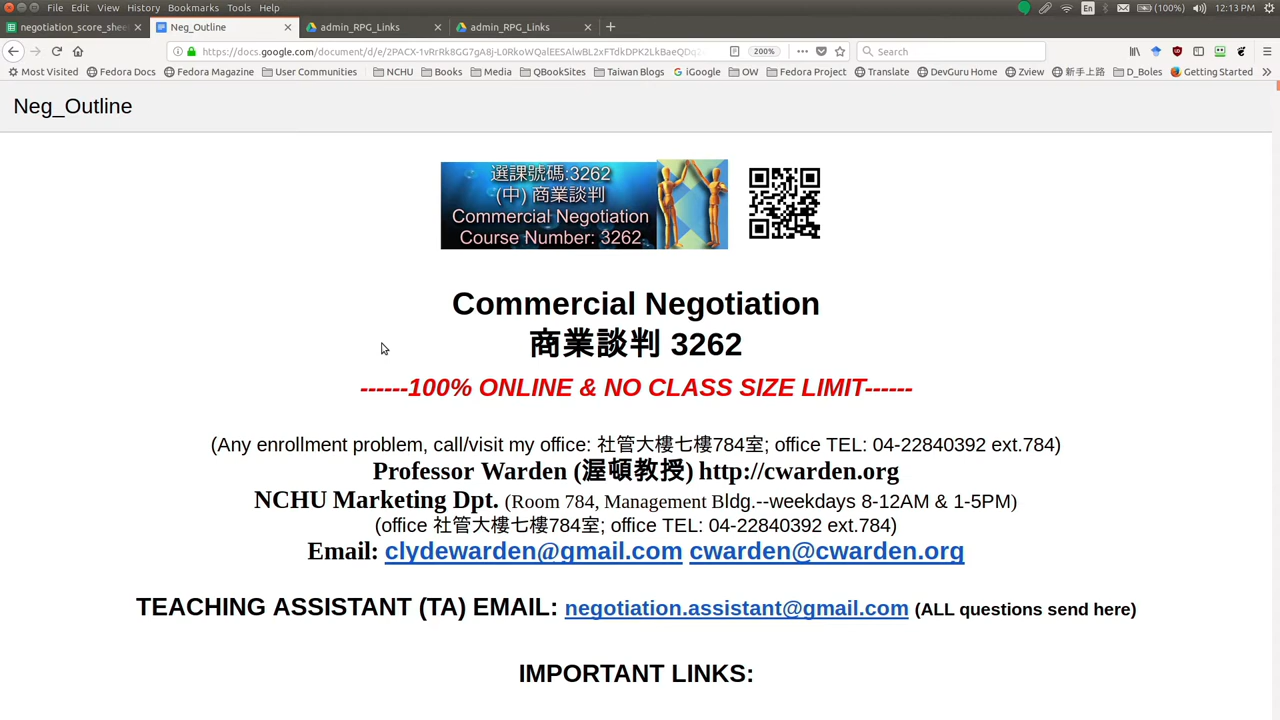 File Edit View History Bookmarks Tools Help
En (100%) 12:13 PM
negotiation_score_shee
Neg_Outline
admin_RPG_Links
admin_RPG_Links
200%
Search
Most Visited Fedora Docs Fedora Magazine User Communities NCHU Books Media QBookSites Taiwan Blogs iGoogle OW Fedora Project Translate DevGuru Home Zview 新手上路 D_Boles Getting Started
Neg_Outline
選課號碼:3262
(中) 商業談判
Commercial Negotiation
Course Number: 3262
Commercial Negotiation
商業談判 3262
------100% ONLINE & NO CLASS SIZE LIMIT------
(Any enrollment problem, call/visit my office: 社管大樓七樓784室; office TEL: 04-22840392 ext.784)
Professor Warden (渥頓教授) http://cwarden.org
NCHU Marketing Dpt. (Room 784, Management Bldg.--weekdays 8-12AM & 1-5PM)
(office 社管大樓七樓784室; office TEL: 04-22840392 ext.784)
Email: clydewarden@gmail.com cwarden@cwarden.org
TEACHING ASSISTANT (TA) EMAIL: negotiation.assistant@gmail.com (ALL questions send here)
IMPORTANT LINKS: